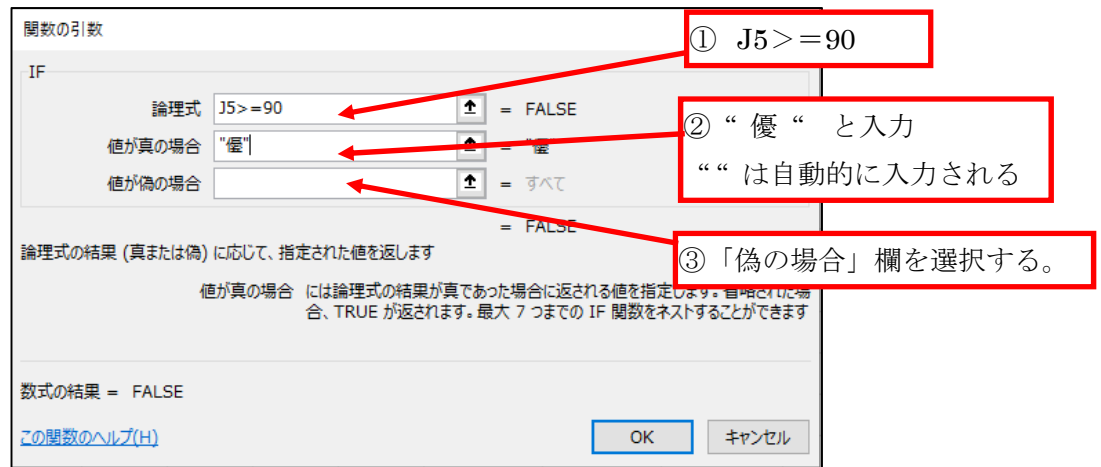 関数の引数
① J5＞＝90
IF
論理式 J5>=90 = FALSE
② “ 優 “ と入力
““ は自動的に入力される
値が真の場合 "優" = "優"
値が偽の場合 = すべて
= FALSE
③「偽の場合」欄を選択する。
論理式の結果 (真または偽) に応じて、指定された値を返します
値が真の場合 には論理式の結果が真であった場合に返される値を指定します。省略された場
合、TRUE が返されます。最大 7 つまでの IF 関数をネストすることができます
数式の結果 = FALSE
この関数のヘルプ(H)
OK キャンセル